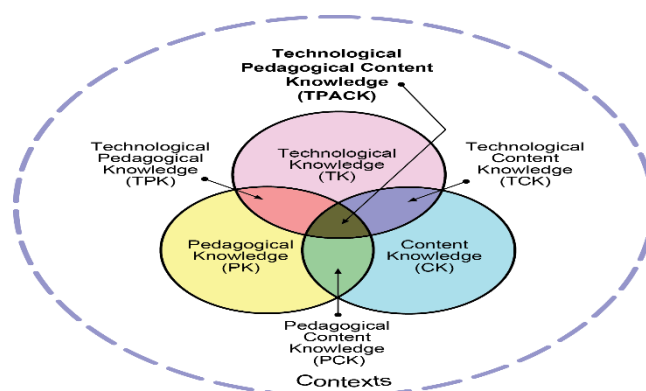 Technological
Pedagogical Content
Knowledge
(TPACK)
Technological
Pedagogical
Knowledge
(TPK)
Technological
Knowledge
(TK)
Technological
Content
Knowledge
(TCK)
Pedagogical
Knowledge
(PK)
Content
Knowledge
(CK)
Pedagogical
Content
Knowledge
(PCK)
Contexts